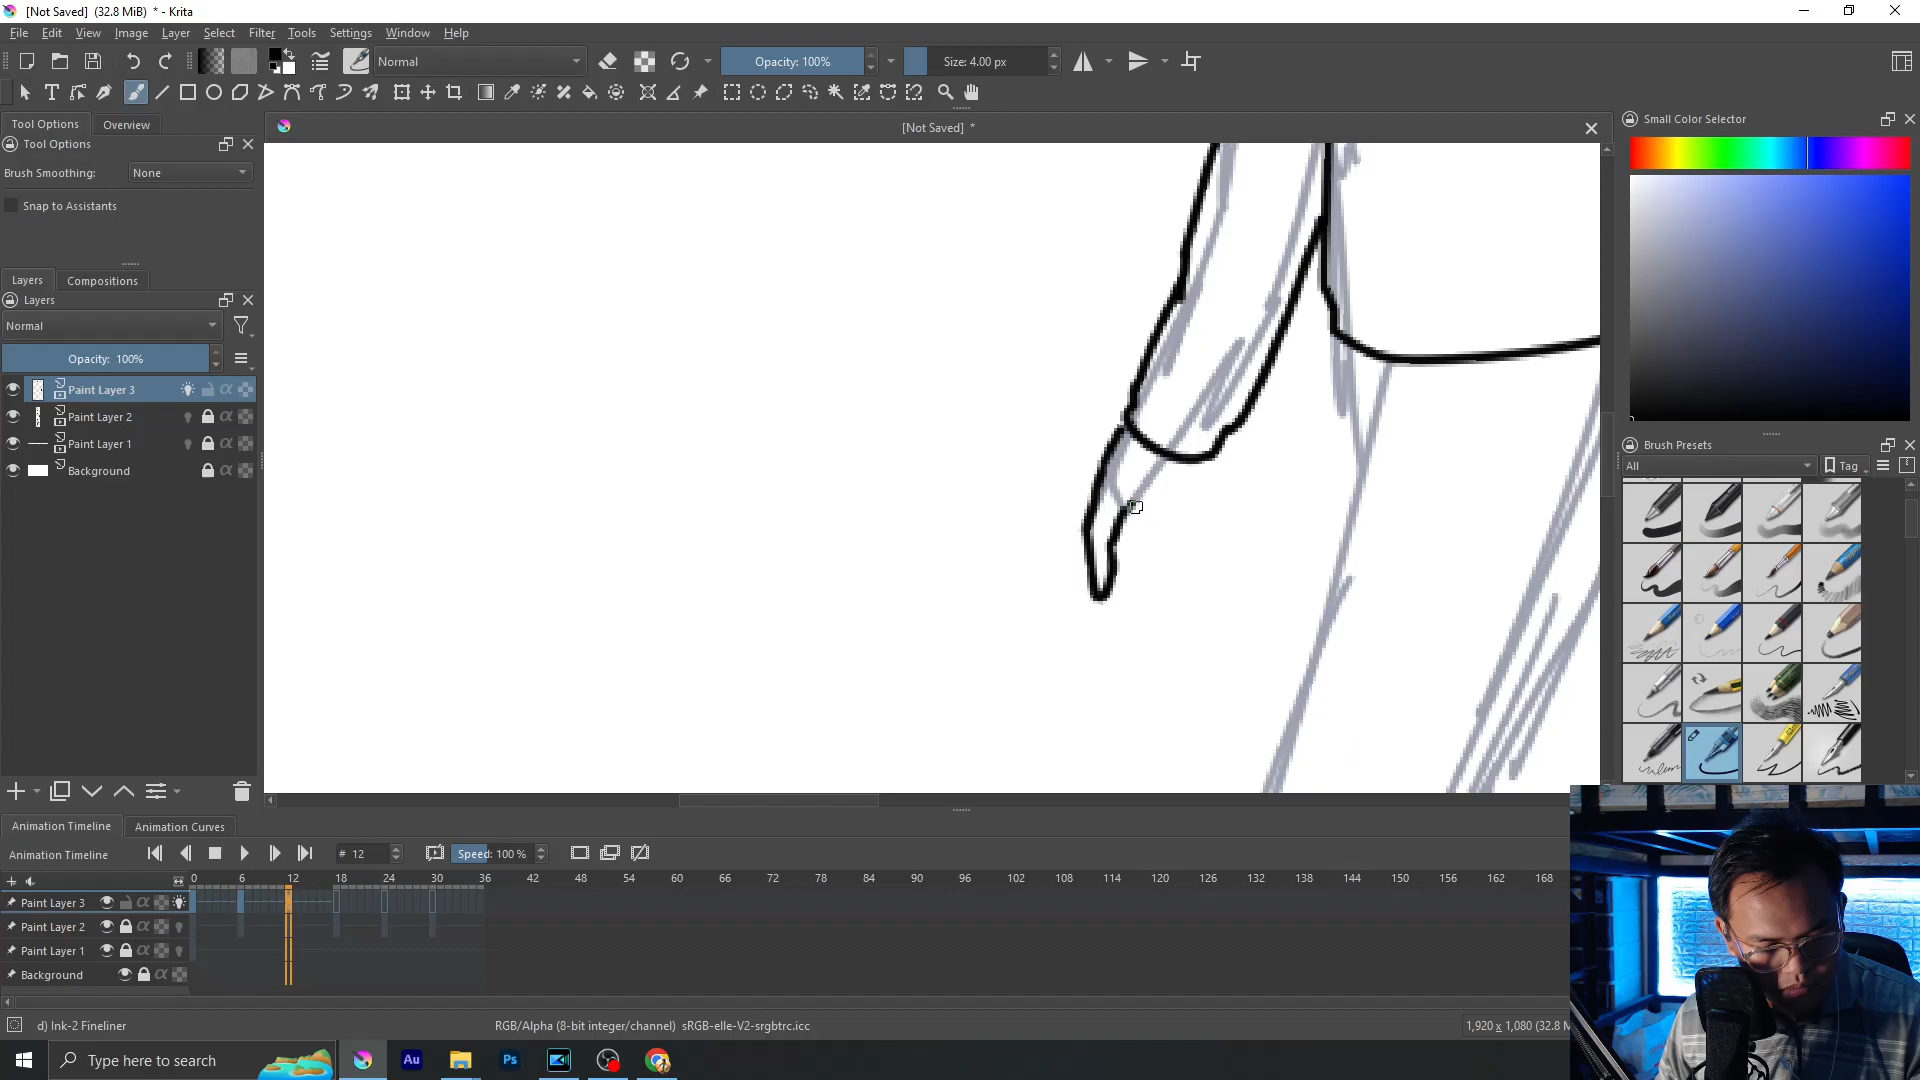 [Not Saved]  (32.8 MiB)  * - Krita
File Edit View Image Layer Select Filter Tools Settings Window Help
Normal
Opacity: 100%
Size: 4.00 px
Tool Options
Overview
[Not Saved]  *
Small Color Selector
Tool Options
Brush Smoothing: None
Snap to Assistants
Layers
Compositions
Layers
Normal
Opacity:  100%
Paint Layer 3
Paint Layer 2
Paint Layer 1
Background
Brush Presets
All
Tag
Animation Timeline
Animation Curves
Animation Timeline
# 12
Speed: 100 %
0 6 12 18 24 30 36 42 48 54 60 66 72 78 84 90 96 102 108 114 120 126 132 138 144 150 156 162 168
Paint Layer 3
Paint Layer 2
Paint Layer 1
Background
d) Ink-2 Fineliner
RGB/Alpha (8-bit integer/channel)  sRGB-elle-V2-srgbtrc.icc
1,920 x 1,080 (32.8 M
Type here to search
Au
Ps